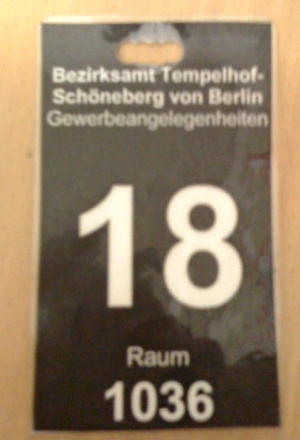 Bezirksamt Tempelhof-
Schöneberg von Berlin
Gewerbeangelegenheiten
18
Raum
1036